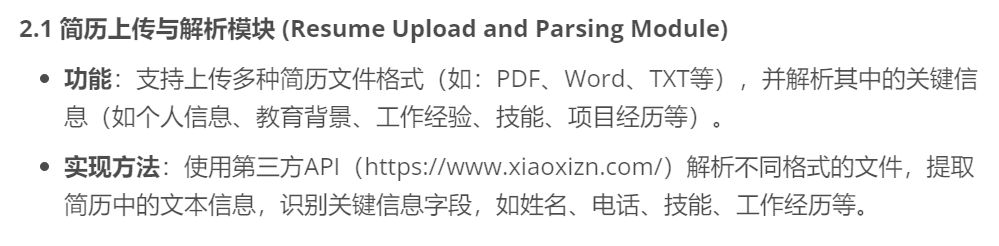 2.1 简历上传与解析模块 (Resume Upload and Parsing Module)
• 功能：支持上传多种简历文件格式（如：PDF、Word、TXT等），并解析其中的关键信
息（如个人信息、教育背景、工作经验、技能、项目经历等）。
• 实现方法：使用第三方API（https://www.xiaoxizn.com/）解析不同格式的文件，提取
简历中的文本信息，识别关键信息字段，如姓名、电话、技能、工作经历等。